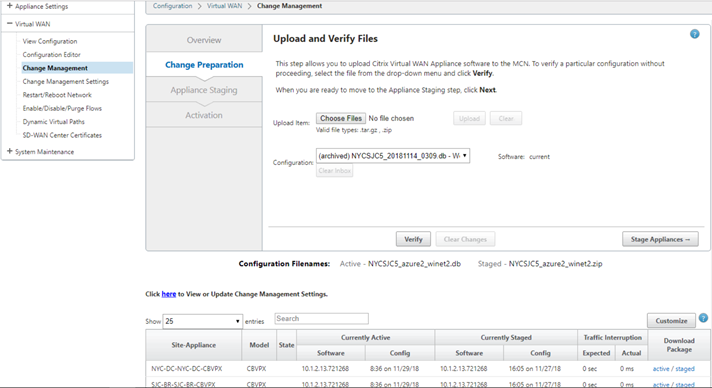 + Appliance Settings
− Virtual WAN
View Configuration
Configuration Editor
Change Management
Change Management Settings
Restart/Reboot Network
Enable/Disable/Purge Flows
Dynamic Virtual Paths
SD-WAN Center Certificates
+ System Maintenance
Configuration › Virtual WAN › Change Management
Overview
Change Preparation
Appliance Staging
Activation
Upload and Verify Files
?
This step allows you to upload Citrix Virtual WAN Appliance software to the MCN. To verify a particular configuration without
proceeding, select the file from the drop-down menu and click Verify.
When you are ready to move to the Appliance Staging step, click Next.
Upload Item: Choose Files No file chosen Upload Clear
Valid file types: .tar.gz , .zip
Configuration: (archived) NYCSJC5_20181114_0309.db - W Software: current
Clear Inbox
Verify Clear Changes Stage Appliances →
Configuration Filenames: Active - NYCSJC5_azure2_winet2.db Staged - NYCSJC5_azure2_winet2.zip
Click here to View or Update Change Management Settings.
Show 25 entries Search Customize ?
Site-Appliance Model State Currently Active Currently Staged Traffic Interruption Download Package
Software Config Software Config Expected Actual
NYC-DC-NYC-DC-CBVPX CBVPX 10.1.2.13.721268 8:36 on 11/29/18 10.1.2.13.721268 16:05 on 11/27/18 0 sec 0 ms active / staged
SJC-BR-SJC-BR-CBVPX CBVPX 10.1.2.13.721268 8:36 on 11/29/18 10.1.2.13.721268 16:05 on 11/27/18 0 sec 0 ms active / staged